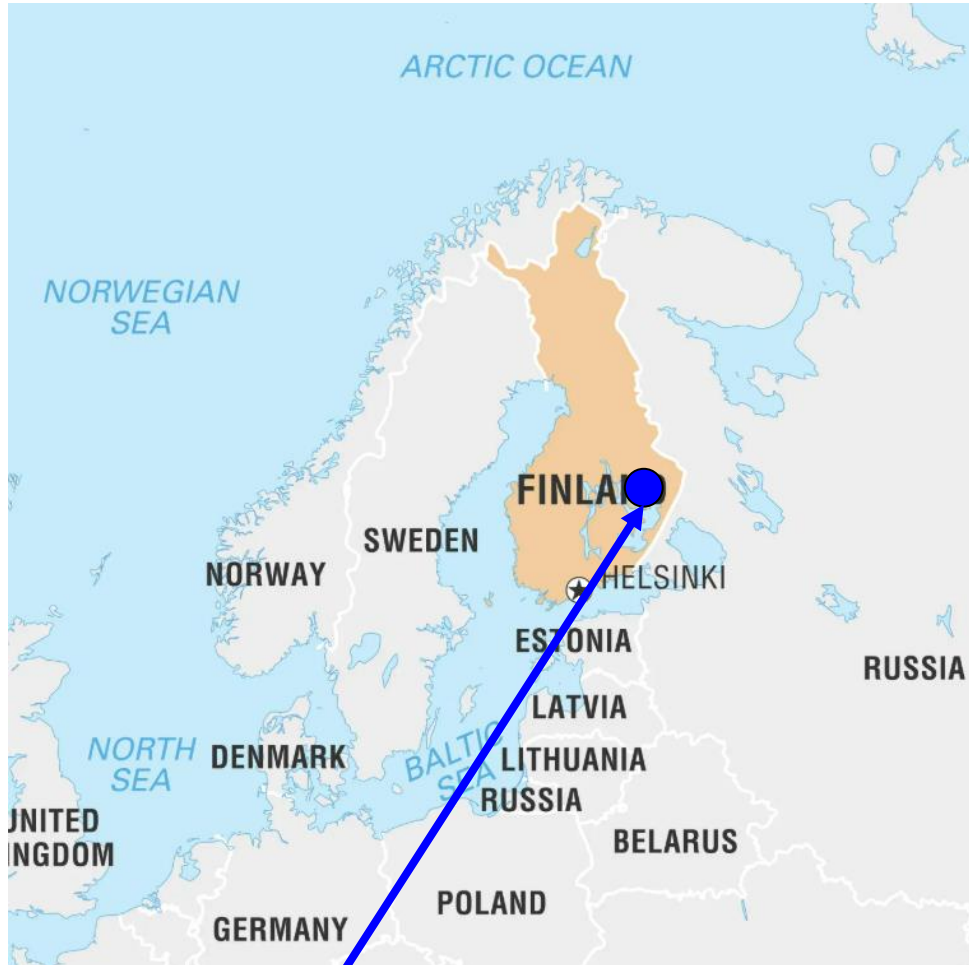 ARCTIC OCEAN
NORWEGIAN
SEA
FINLAND
SWEDEN
NORWAY
HELSINKI
ESTONIA
RUSSIA
LATVIA
NORTH
SEA
DENMARK
BALTIC
SEA
LITHUANIA
RUSSIA
UNITED
INGDOM
BELARUS
POLAND
GERMANY